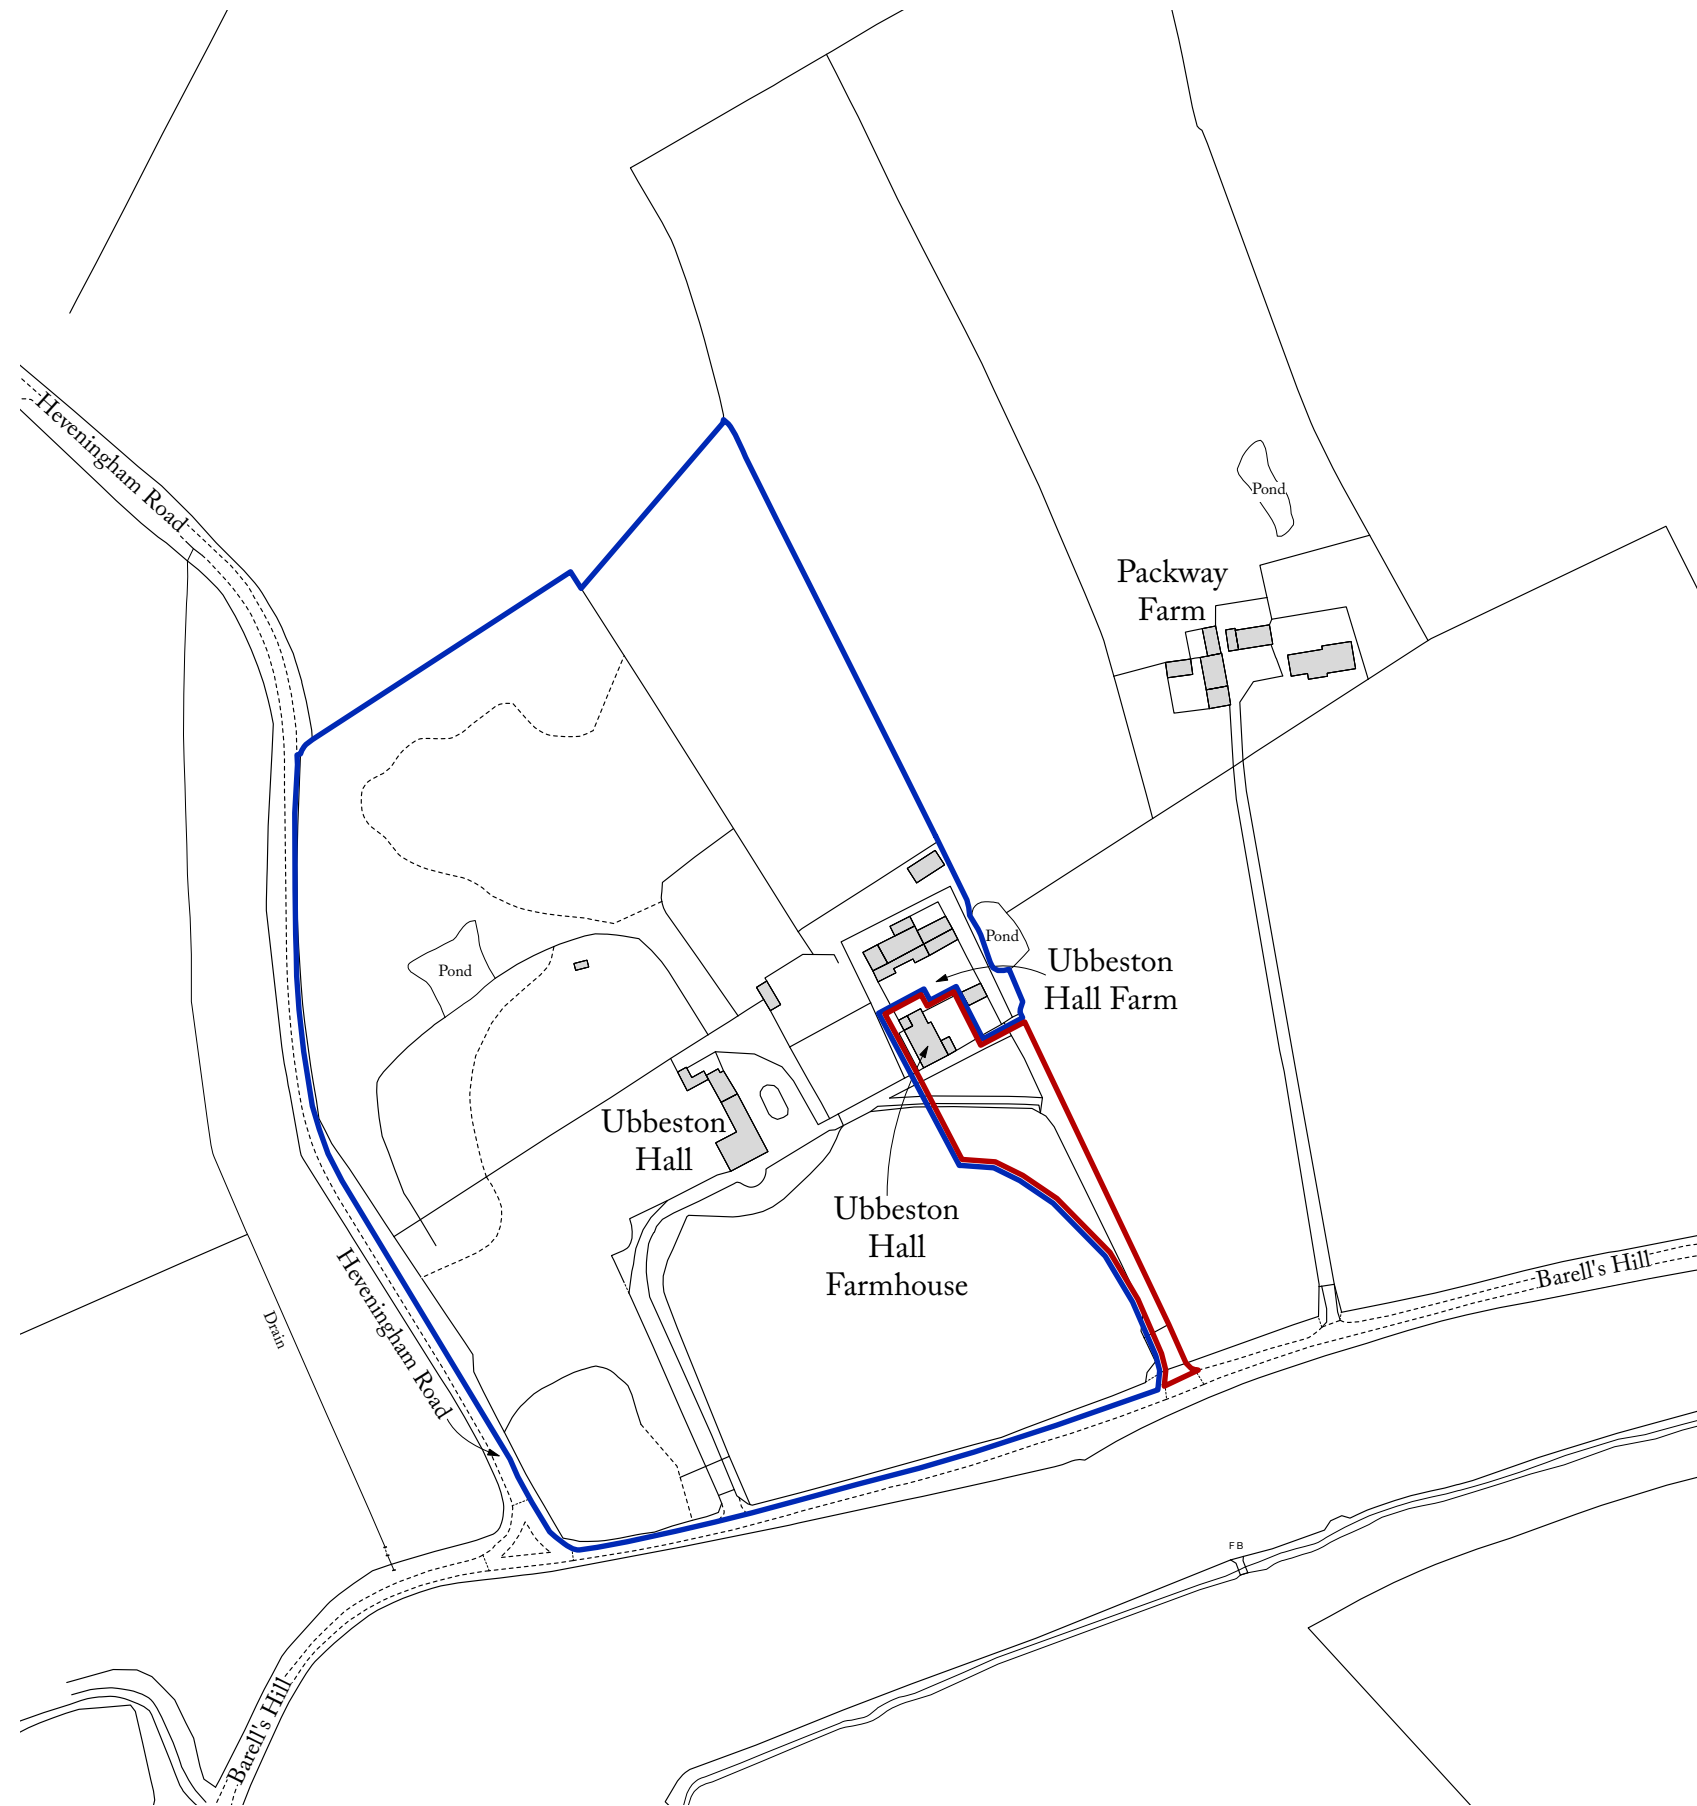 Heveningham Road
Pond
Packway
Farm
Pond
Ubbeston
Hall Farm
Pond
Ubbeston
Hall
Ubbeston
Hall
Farmhouse
Heveningham Road
Barell's Hill
Drain
FB
Barell's Hill